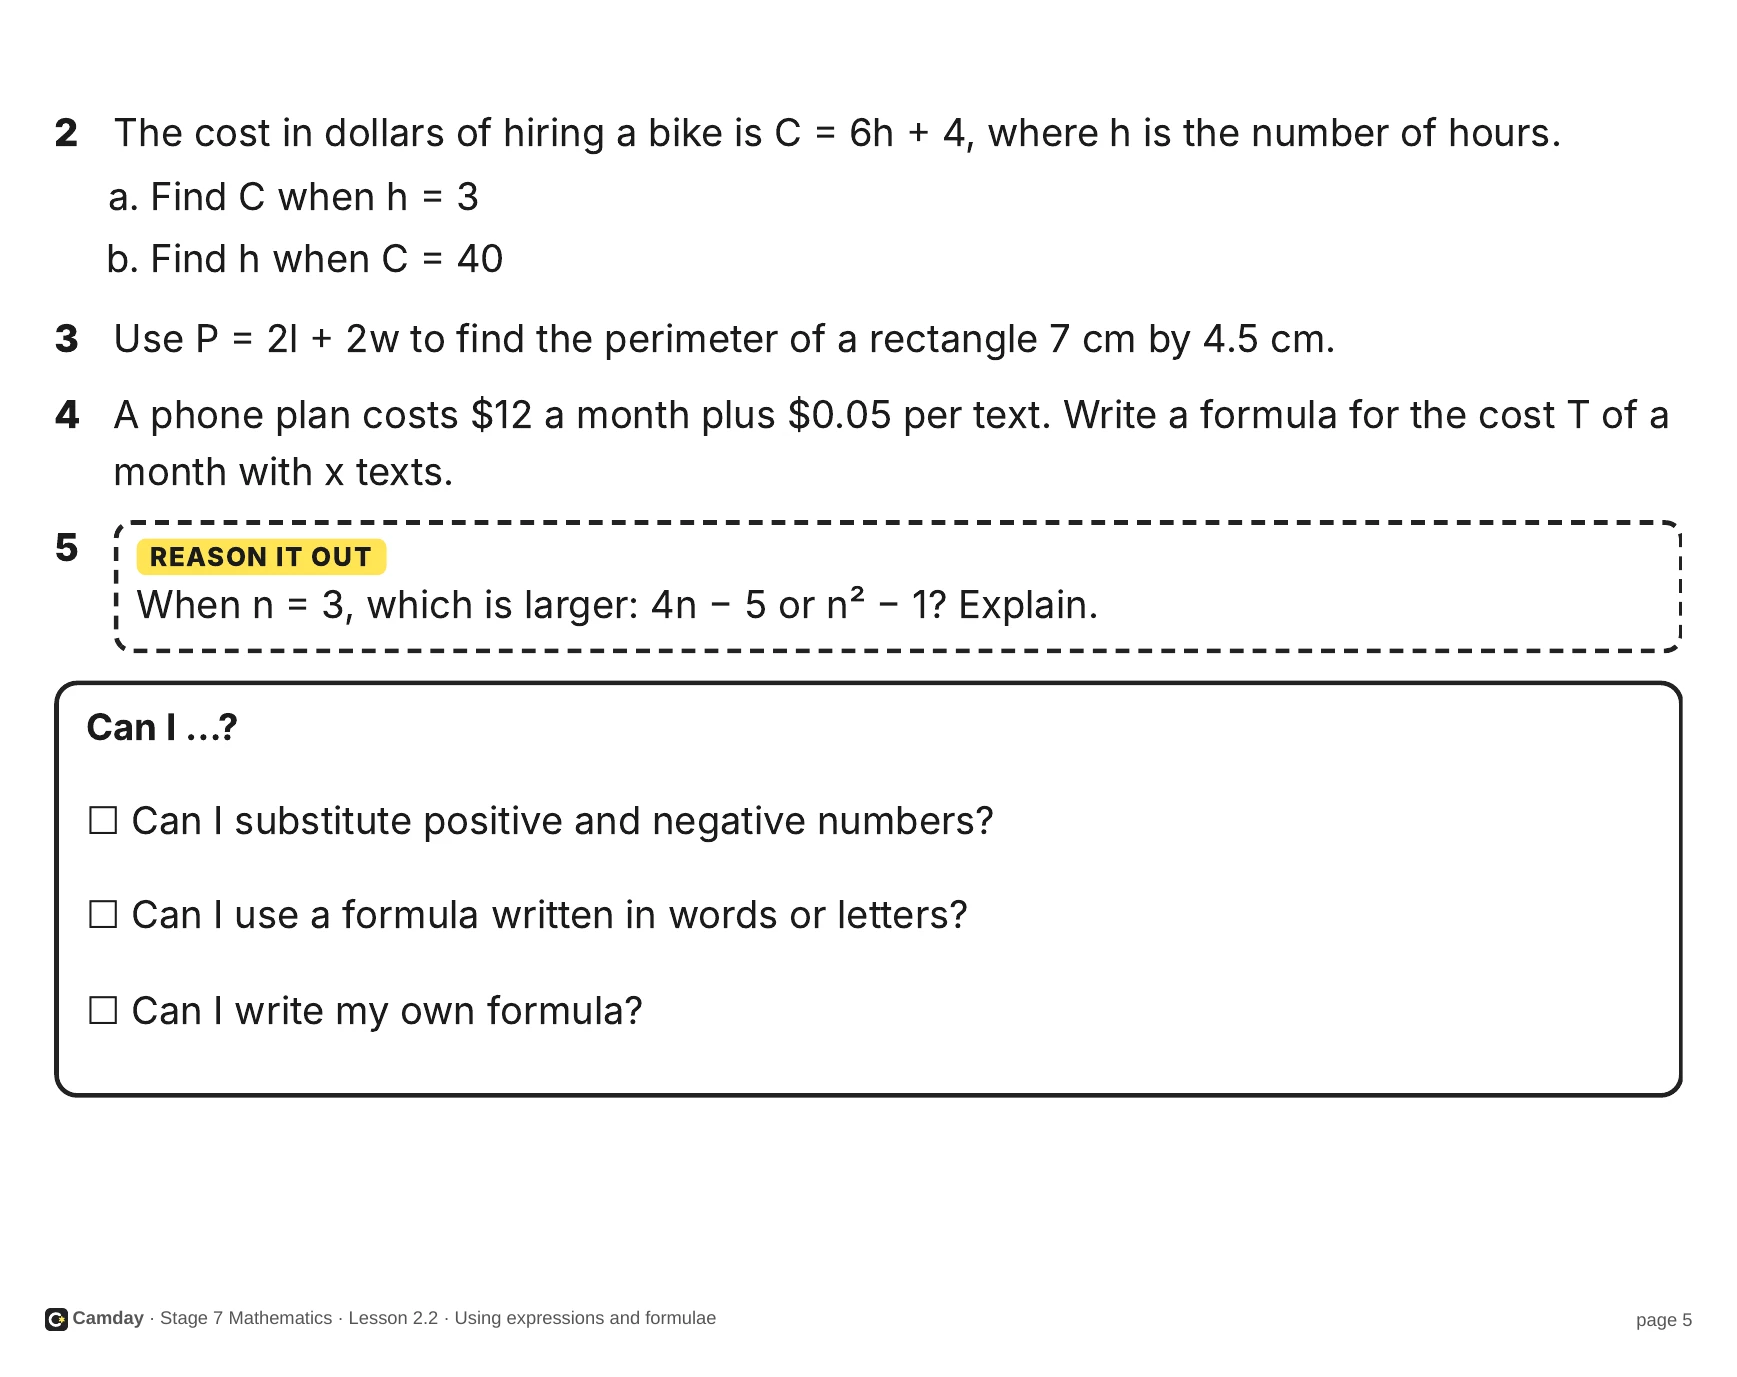 2 The cost in dollars of hiring a bike is C = 6h + 4, where h is the number of hours.
a. Find C when h = 3
b. Find h when C = 40
3 Use P = 2l + 2w to find the perimeter of a rectangle 7 cm by 4.5 cm.
4 A phone plan costs $12 a month plus $0.05 per text. Write a formula for the cost T of a
month with x texts.
5 REASON IT OUT
When n = 3, which is larger: 4n − 5 or n² − 1? Explain.
Can I …?
☐ Can I substitute positive and negative numbers?
☐ Can I use a formula written in words or letters?
☐ Can I write my own formula?
Camday · Stage 7 Mathematics · Lesson 2.2 · Using expressions and formulae
page 5